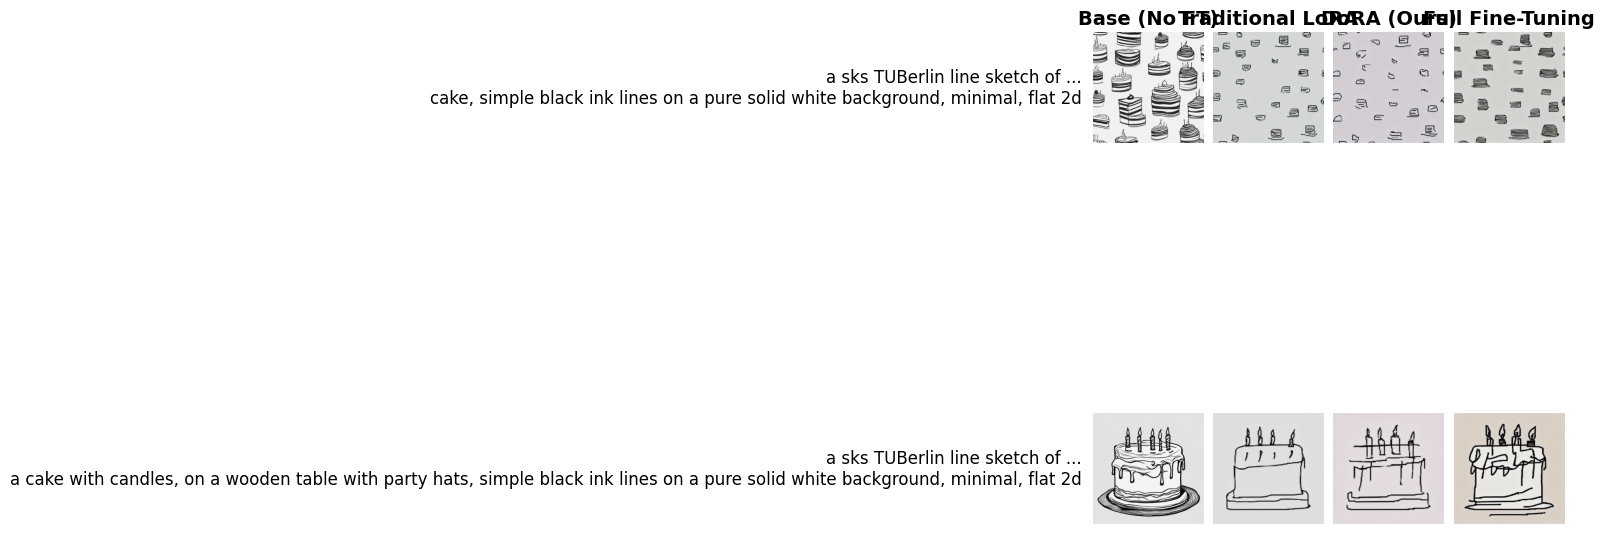 Base (No FT) Traditional LoRA DoRA (Ours) Full Fine-Tuning
a sks TUBerlin line sketch of ...
cake, simple black ink lines on a pure solid white background, minimal, flat 2d
a sks TUBerlin line sketch of ...
a cake with candles, on a wooden table with party hats, simple black ink lines on a pure solid white background, minimal, flat 2d